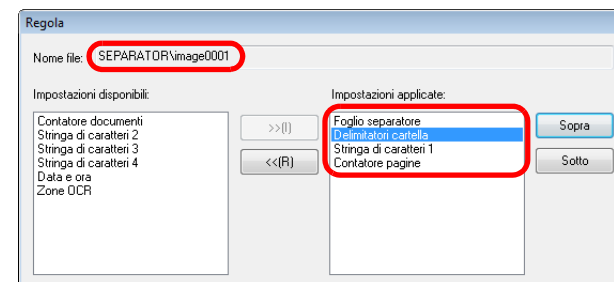 Regola
Nome file: SEPARATOR\image0001
Impostazioni disponibili:
Contatore documenti
Stringa di caratteri 2
Stringa di caratteri 3
Stringa di caratteri 4
Data e ora
Zone OCR
>>(I)
<<(R)
Impostazioni applicate:
Foglio separatore
Delimitatori cartella
Stringa di caratteri 1
Contatore pagine
Sopra
Sotto